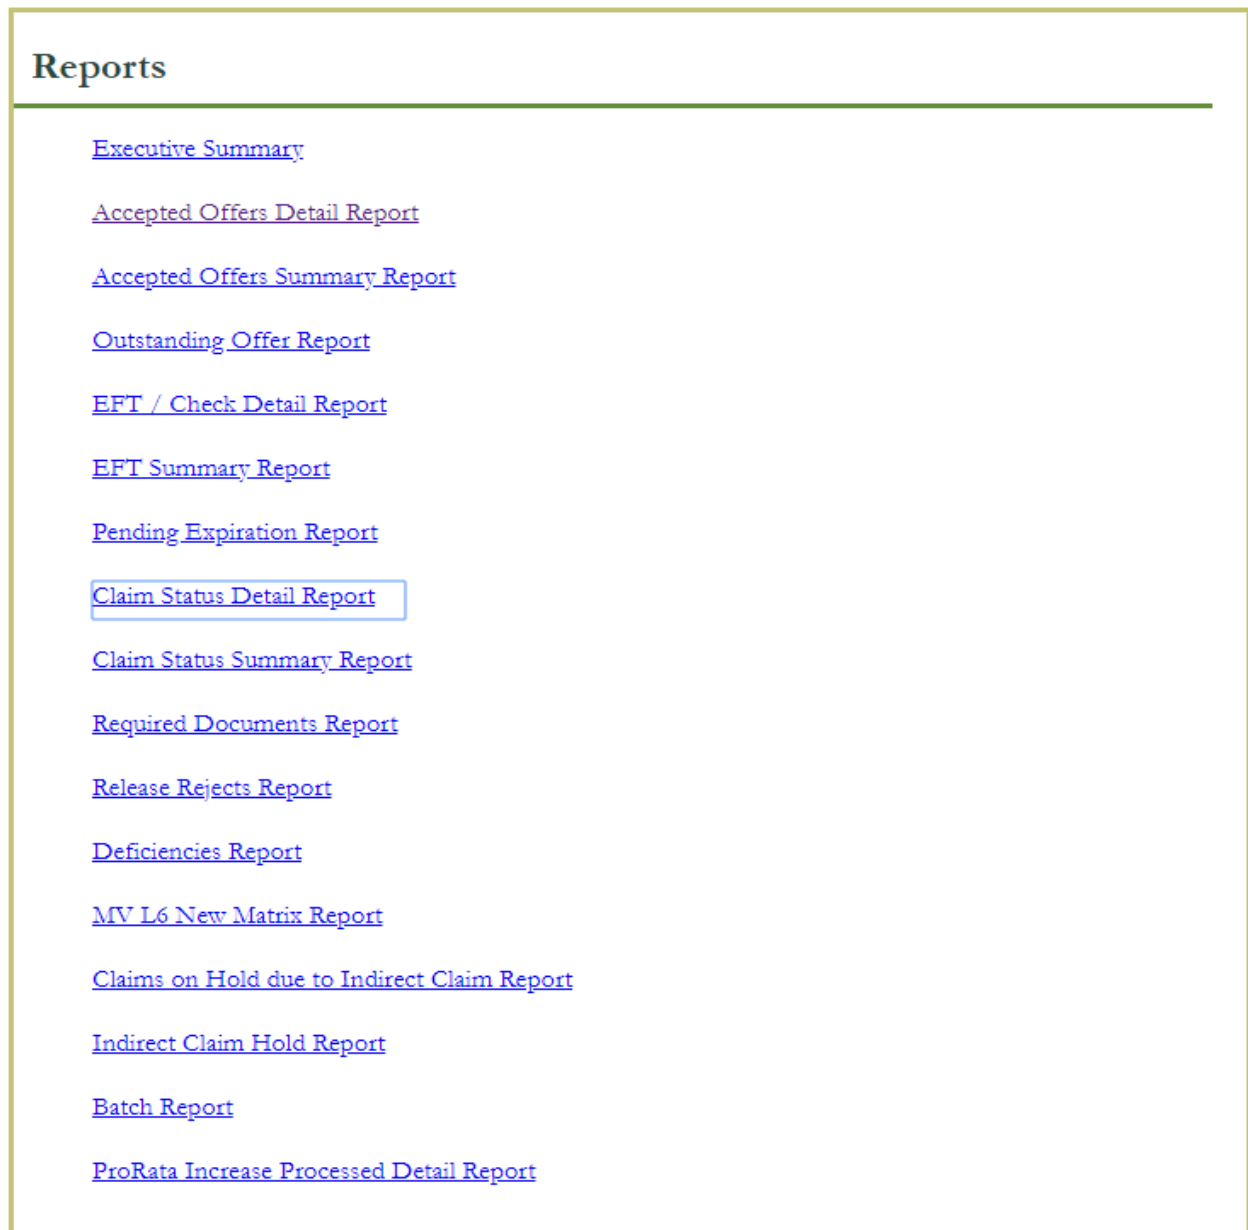 Reports
Executive Summary
Accepted Offers Detail Report
Accepted Offers Summary Report
Outstanding Offer Report
EFT / Check Detail Report
EFT Summary Report
Pending Expiration Report
Claim Status Detail Report
Claim Status Summary Report
Required Documents Report
Release Rejects Report
Deficiencies Report
MV L6 New Matrix Report
Claims on Hold due to Indirect Claim Report
Indirect Claim Hold Report
Batch Report
ProRata Increase Processed Detail Report